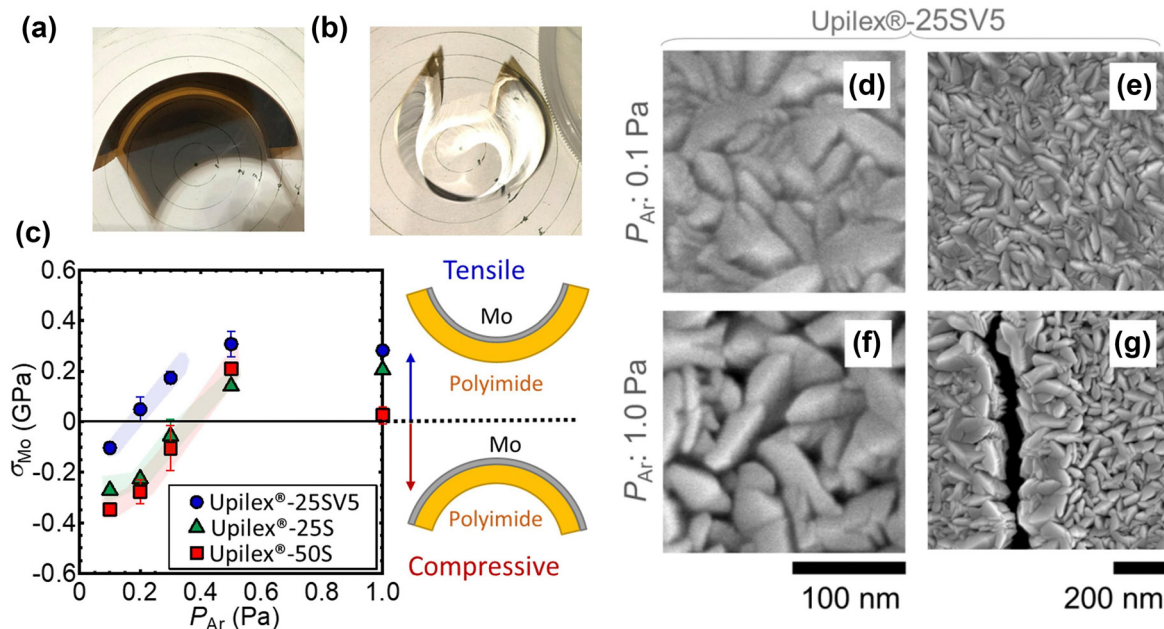 (a)
(b)
(c)
0.6
0.4
0.2
0
-0.2
-0.4
-0.6
σMo (GPa)
0
0.2
0.4
0.6
0.8
1.0
PAr (Pa)
Upilex®-25SV5
Upilex®-25S
Upilex®-50S
Tensile
Mo
Polyimide
Mo
Polyimide
Compressive
Upilex®-25SV5
PAr: 0.1 Pa
(d)
(e)
PAr: 1.0 Pa
(f)
(g)
100 nm
200 nm